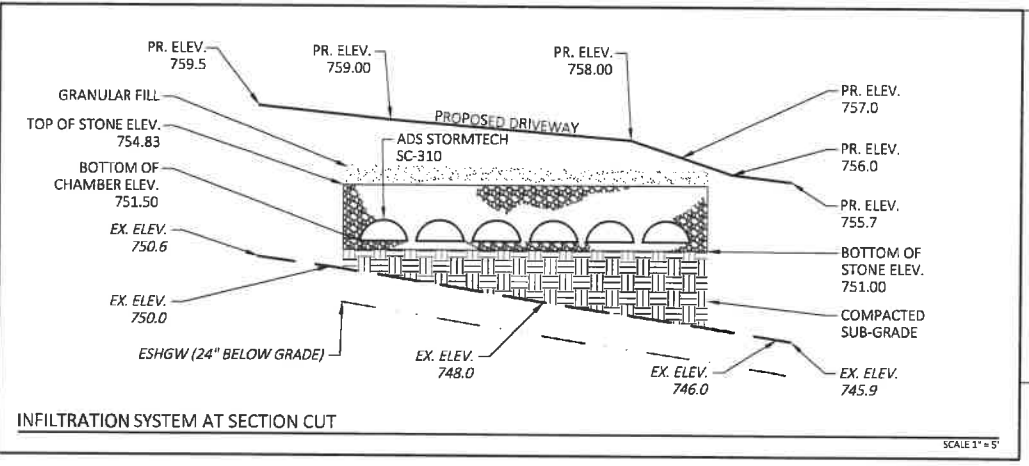 PR. ELEV.
759.5
PR. ELEV.
759.00
PR. ELEV.
758.00
PR. ELEV.
757.0
PR. ELEV.
756.0
PR. ELEV.
755.7
GRANULAR FILL
TOP OF STONE ELEV.
754.83
PROPOSED DRIVEWAY
ADS STORMTECH
SC-310
BOTTOM OF
CHAMBER ELEV.
751.50
EX. ELEV.
750.6
EX. ELEV.
750.0
BOTTOM OF
STONE ELEV.
751.00
COMPACTED
SUB-GRADE
ESHGW (24" BELOW GRADE)
EX. ELEV.
748.0
EX. ELEV.
746.0
EX. ELEV.
745.9
INFILTRATION SYSTEM AT SECTION CUT
SCALE 1" = 5'